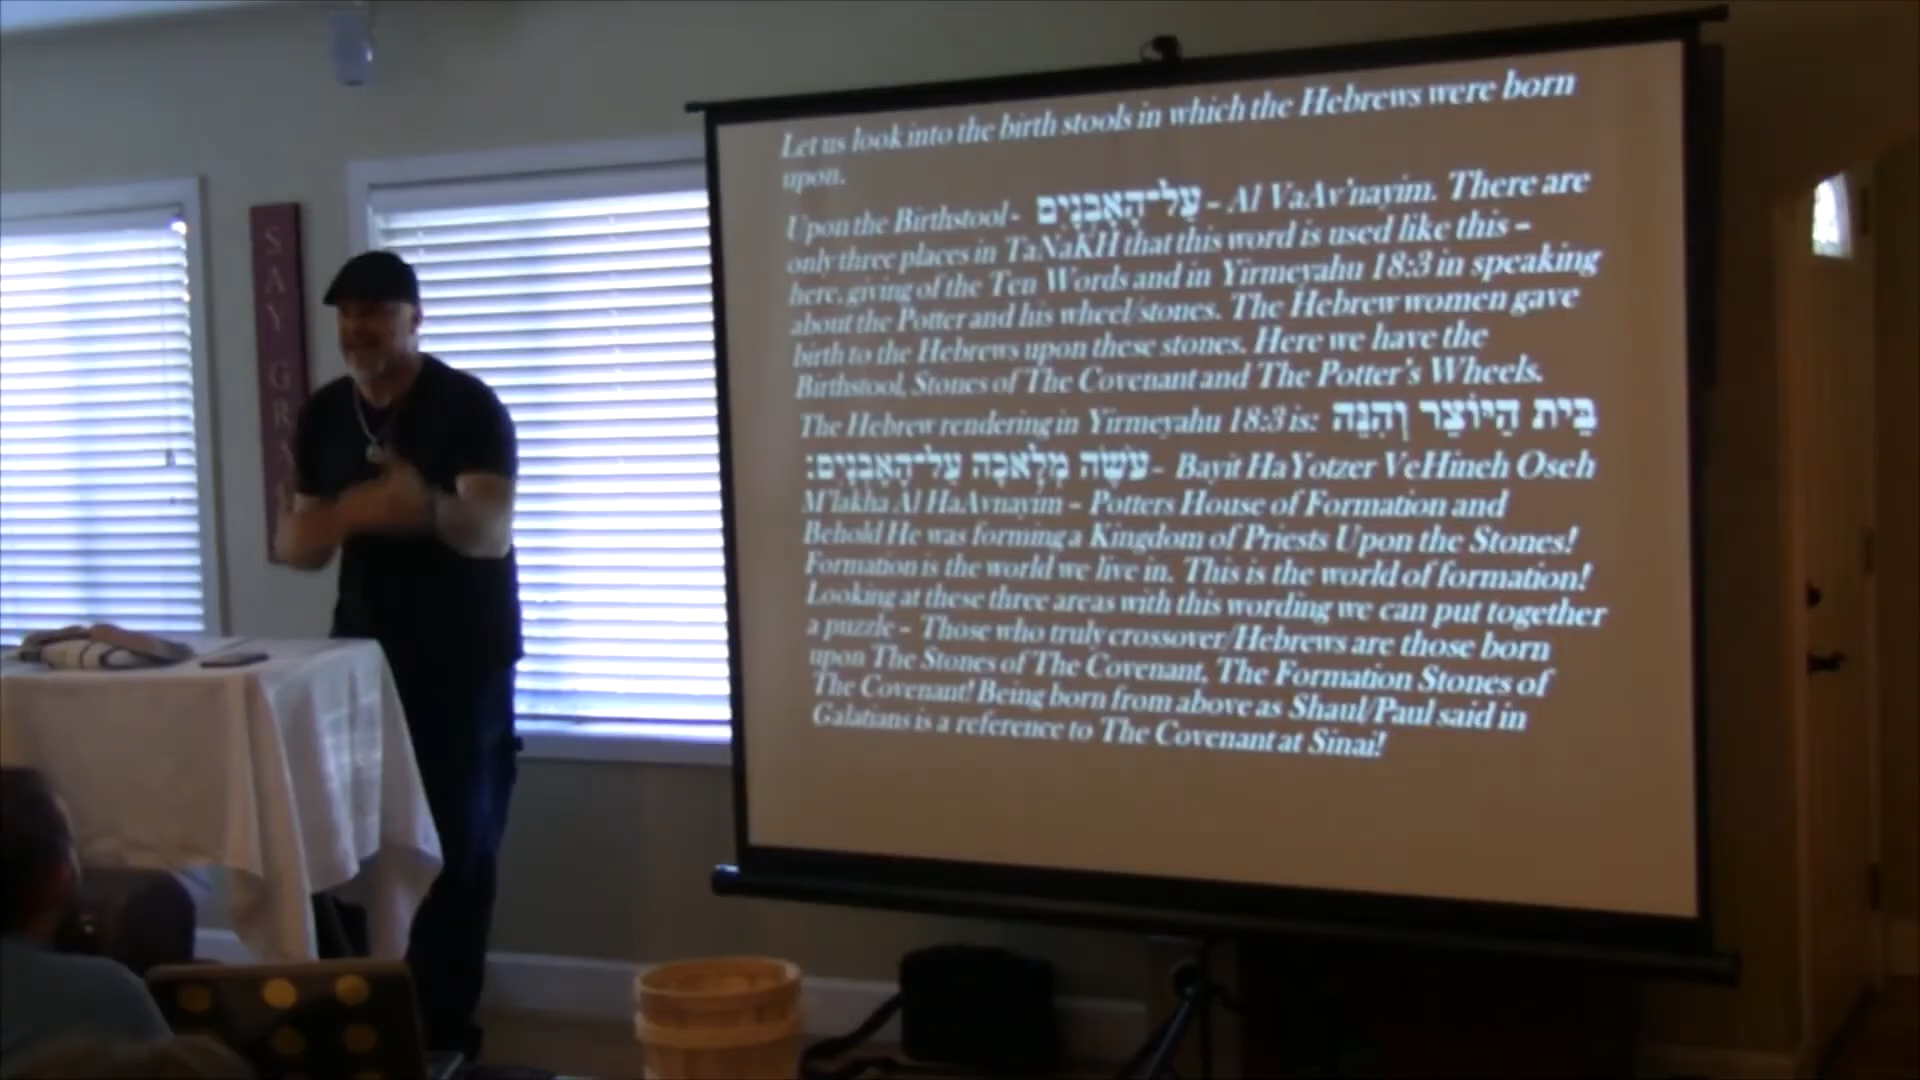 SAY GRA
Let us look into the birth stools in which the Hebrews were born
upon.
Upon the Birthstool - עַל־הָאָבְנָיִם – Al VaAv'nayim. There are
only three places in TaNaKH that this word is used like this –
here, giving of the Ten Words and in Yirmeyahu 18:3 in speaking
about the Potter and his wheel/stones. The Hebrew women gave
birth to the Hebrews upon these stones. Here we have the
Birthstool, Stones of The Covenant and The Potter's Wheels.
The Hebrew rendering in Yirmeyahu 18:3 is: בֵּית הַיּוֹצֵר וְהִנֵּה
עֹשֶׂה מְלָאכָה עַל־הָאָבְנָיִם׃ – Bayit HaYotzer VeHineh Oseh
M'lakha Al HaAvnayim – Potters House of Formation and
Behold He was forming a Kingdom of Priests Upon the Stones!
Formation is the world we live in. This is the world of formation!
Looking at these three areas with this wording we can put together
a puzzle – Those who truly crossover/Hebrews are those born
upon The Stones of The Covenant, The Formation Stones of
The Covenant! Being born from above as Shaul/Paul said in
Galatians is a reference to The Covenant at Sinai!